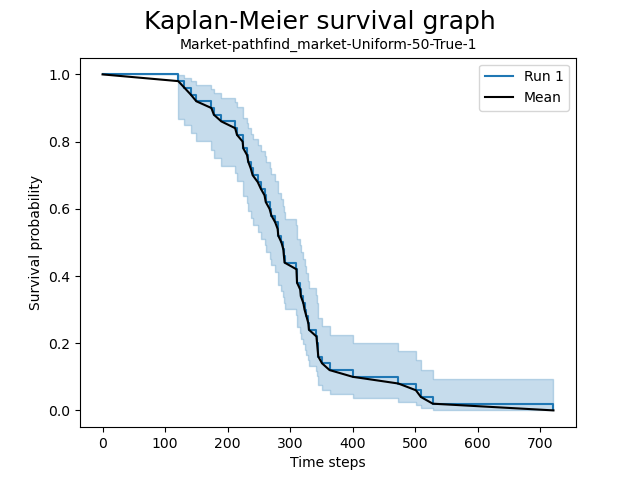 Kaplan-Meier survival graph
Market-pathfind_market-Uniform-50-True-1
Run 1
Mean
Survival probability
1.0
0.8
0.6
0.4
0.2
0.0
0 100 200 300 400 500 600 700
Time steps